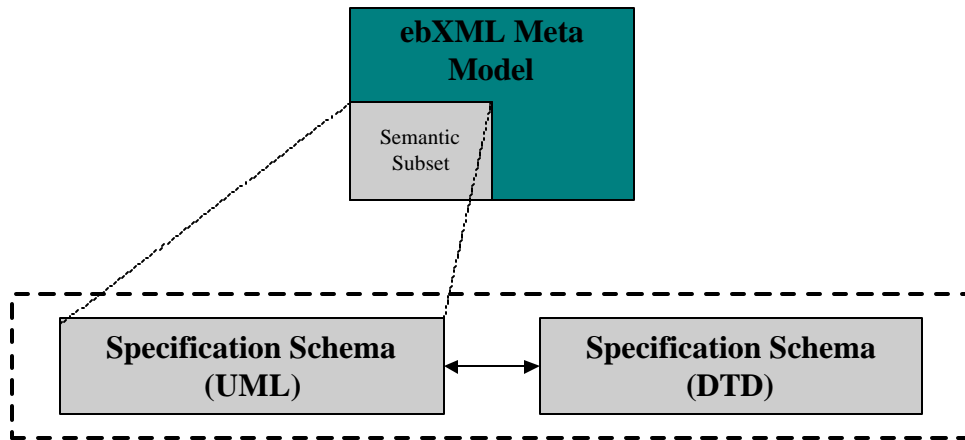 ebXML Meta
Model
Semantic
Subset
Specification Schema
(UML)
Specification Schema
(DTD)